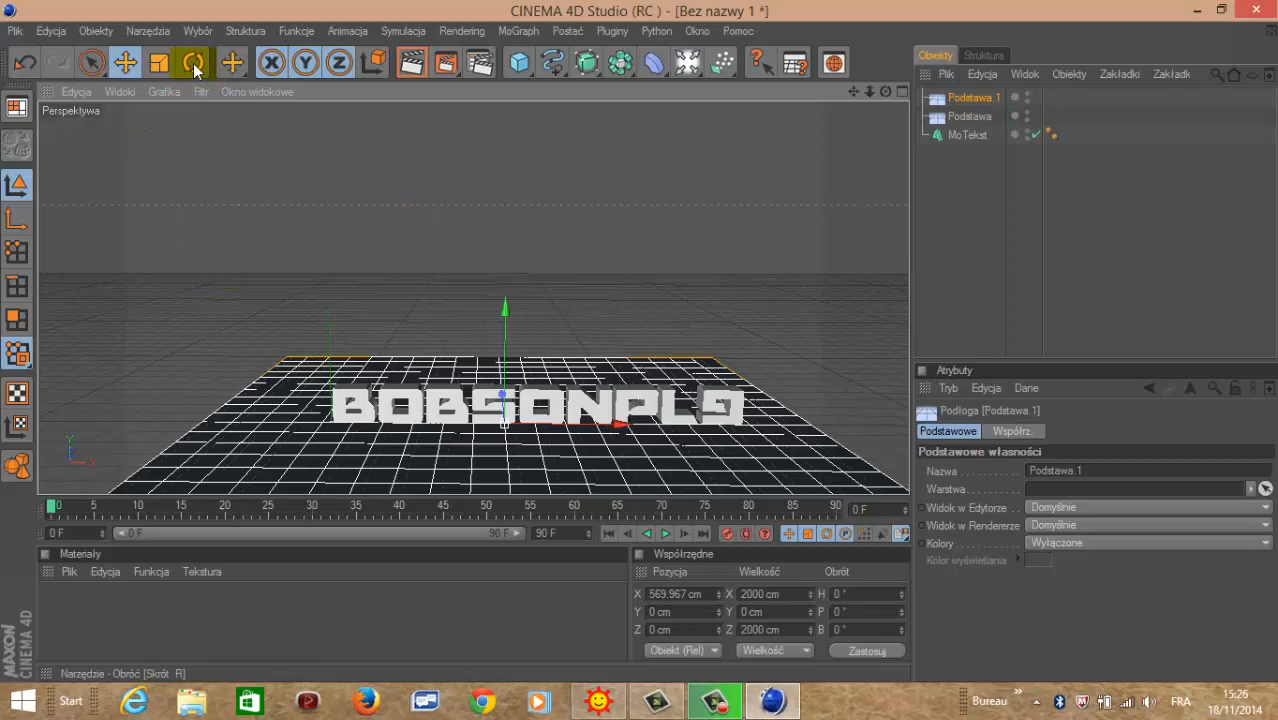 CINEMA 4D Studio (RC ) - [Bez nazwy 1 *]
Plik Edycja Obiekty Narzędzia Wybór Struktura Funkcje Animacja Symulacja Rendering MoGraph Postać Pluginy Python Okno Pomoc
X Y Z
Edycja Widoki Grafika Filtr Okno widokowe
Perspektywa
BOBSONPL9
Y
X
Obiekty Struktura
Plik Edycja Widok Obiekty Zakładki Zakładk
Podstawa.1
Podstawa
MoTekst
Atrybuty
Tryb Edycja Dane
Podłoga [Podstawa.1]
Podstawowe Współrz.
Podstawowe własności
Nazwa Podstawa.1
Warstwa
Widok w Edytorze Domyślnie
Widok w Rendererze Domyślnie
Kolory Wyłączone
Kolor wyświetlania
0 5 10 15 20 25 30 35 40 45 50 55 60 65 70 75 80 85 90 0 F
0 F 0 F 90 F 90 F
Materiały
Plik Edycja Funkcja Tekstura
Współrzędne
Pozycja Wielkość Obrót
X 569.967 cm X 2000 cm H 0 °
Y 0 cm Y 0 cm P 0 °
Z 0 cm Z 2000 cm B 0 °
Obiekt (Rel) Wielkość Zastosuj
MAXON
CINEMA 4D
Narzędzie - Obróć [Skrót R]
Start
Bureau
FRA
15:26
18/11/2014